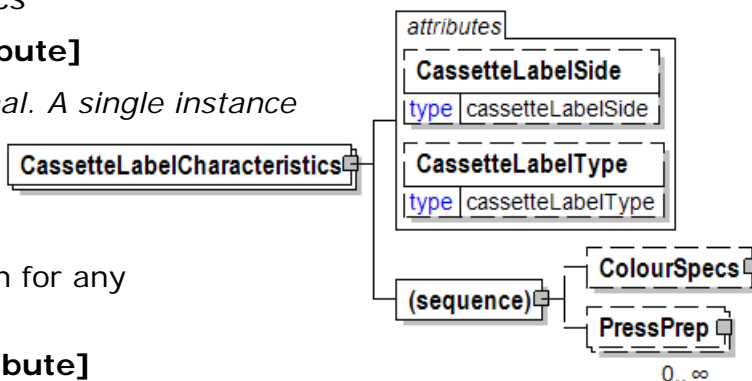 bute]
al. A single instance
n for any
bute]
attributes
CassetteLabelSide
type cassetteLabelSide
CassetteLabelType
type cassetteLabelType
CassetteLabelCharacteristics
(sequence)
ColourSpecs
PressPrep
0.. ∞